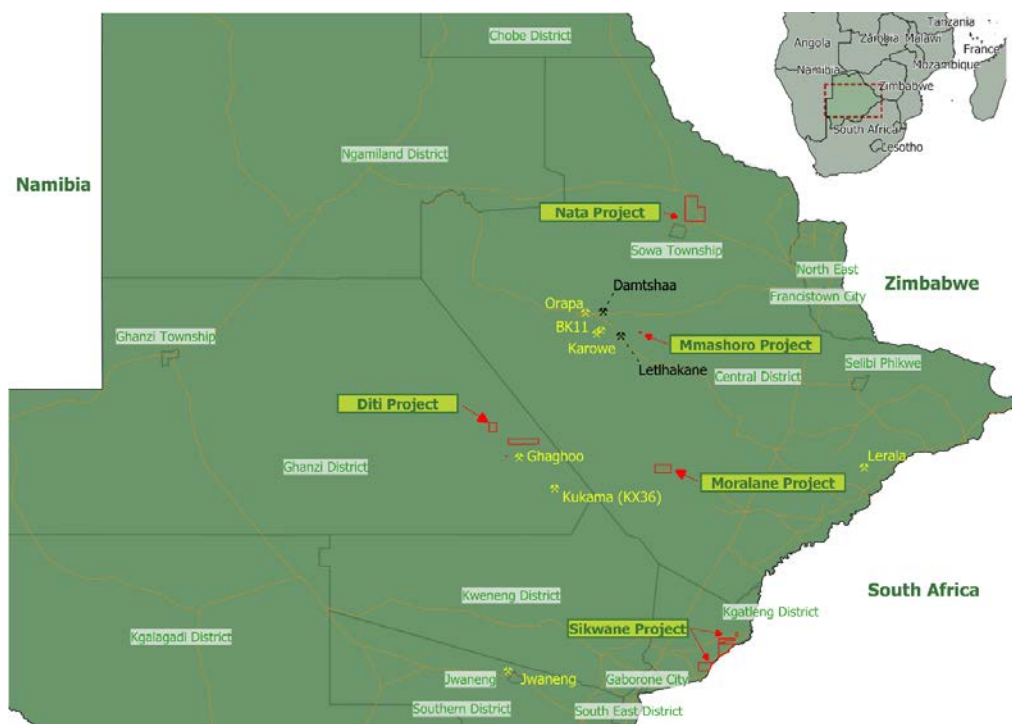 Chobe District
Ngamiland District
Namibia
Nata Project
Sowa Township
North East
Zimbabwe
Francistown City
Damtshaa
Orapa
BK11
Karowe
Letlhakane
Mmashoro Project
Ghanzi Township
Selibi Phikwe
Central District
Diti Project
Ghanzi District
Ghaghoo
Lerala
Moralane Project
Kukama (KX36)
South Africa
Kweneng District
Kgatleng District
Sikwane Project
Kgalagadi District
Jwaneng
Jwaneng
Gaborone City
Southern District
South East District
Tanzania
Angola
Zambia
Malawi
France
Mozambique
Namibia
Zimbabwe
South Africa
Lesotho